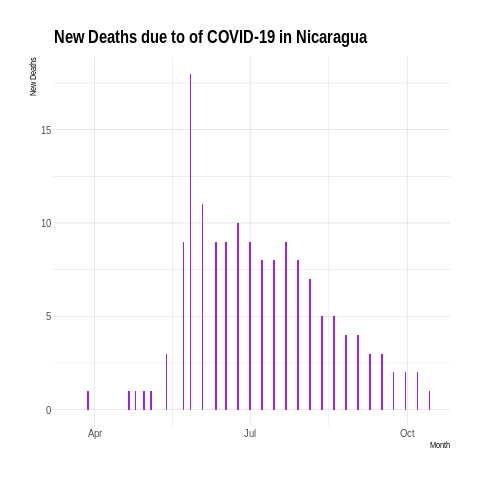 New Deaths due to of COVID-19 in Nicaragua
New Deaths
15
10
5
0
Apr
Jul
Oct
Month